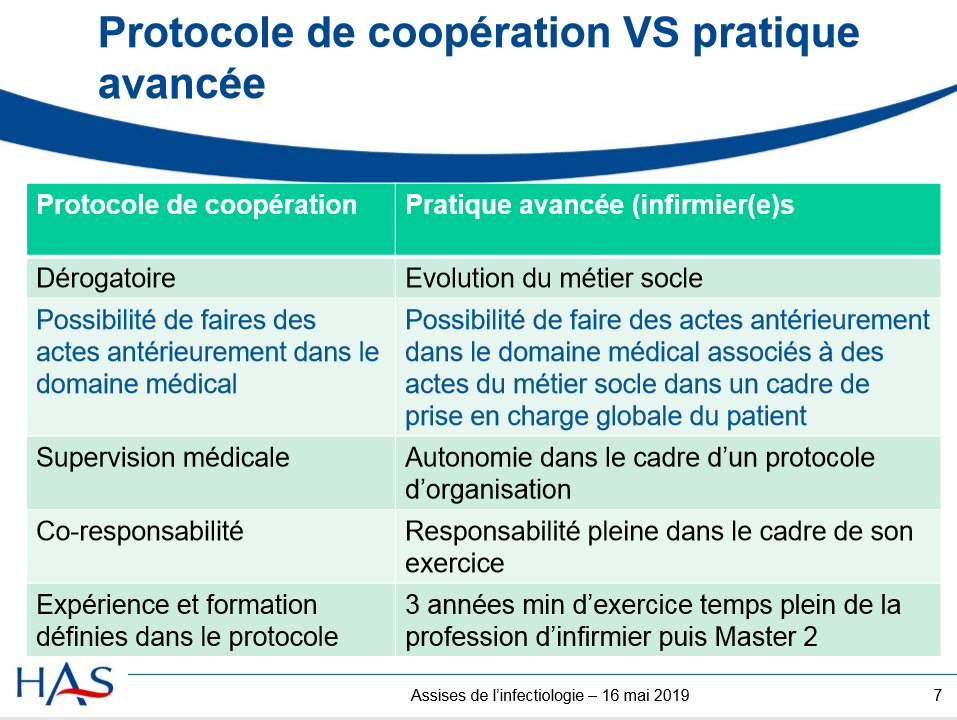 Protocole de coopération VS pratique
avancée
Protocole de coopération
Pratique avancée (infirmier(e)s
Dérogatoire
Evolution du métier socle
Possibilité de faires des
actes antérieurement dans le
domaine médical
Possibilité de faire des actes antérieurement
dans le domaine médical associés à des
actes du métier socle dans un cadre de
prise en charge globale du patient
Supervision médicale
Autonomie dans le cadre d’un protocole
d’organisation
Co-responsabilité
Responsabilité pleine dans le cadre de son
exercice
Expérience et formation
définies dans le protocole
3 années min d’exercice temps plein de la
profession d’infirmier puis Master 2
HAS
Assises de l’infectiologie – 16 mai 2019
7